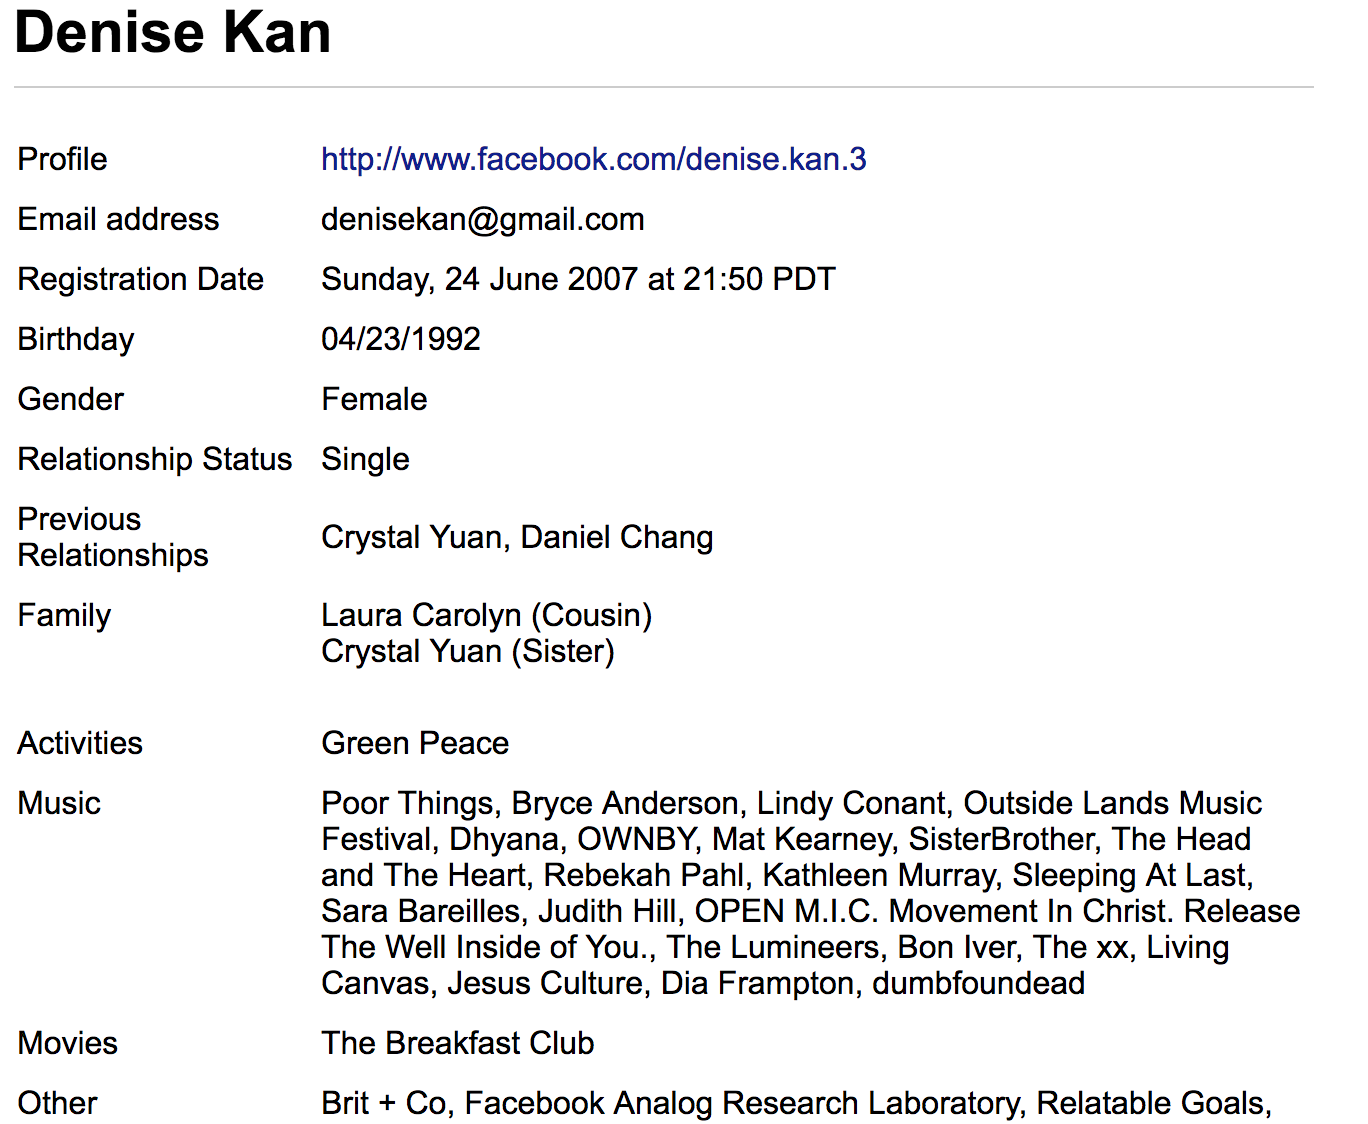 Denise Kan
Profile http://www.facebook.com/denise.kan.3
Email address denisekan@gmail.com
Registration Date Sunday, 24 June 2007 at 21:50 PDT
Birthday 04/23/1992
Gender Female
Relationship Status Single
Previous
Relationships Crystal Yuan, Daniel Chang
Family Laura Carolyn (Cousin)
Crystal Yuan (Sister)
Activities Green Peace
Music Poor Things, Bryce Anderson, Lindy Conant, Outside Lands Music
Festival, Dhyana, OWNBY, Mat Kearney, SisterBrother, The Head
and The Heart, Rebekah Pahl, Kathleen Murray, Sleeping At Last,
Sara Bareilles, Judith Hill, OPEN M.I.C. Movement In Christ. Release
The Well Inside of You., The Lumineers, Bon Iver, The xx, Living
Canvas, Jesus Culture, Dia Frampton, dumbfoundead
Movies The Breakfast Club
Other Brit + Co, Facebook Analog Research Laboratory, Relatable Goals,